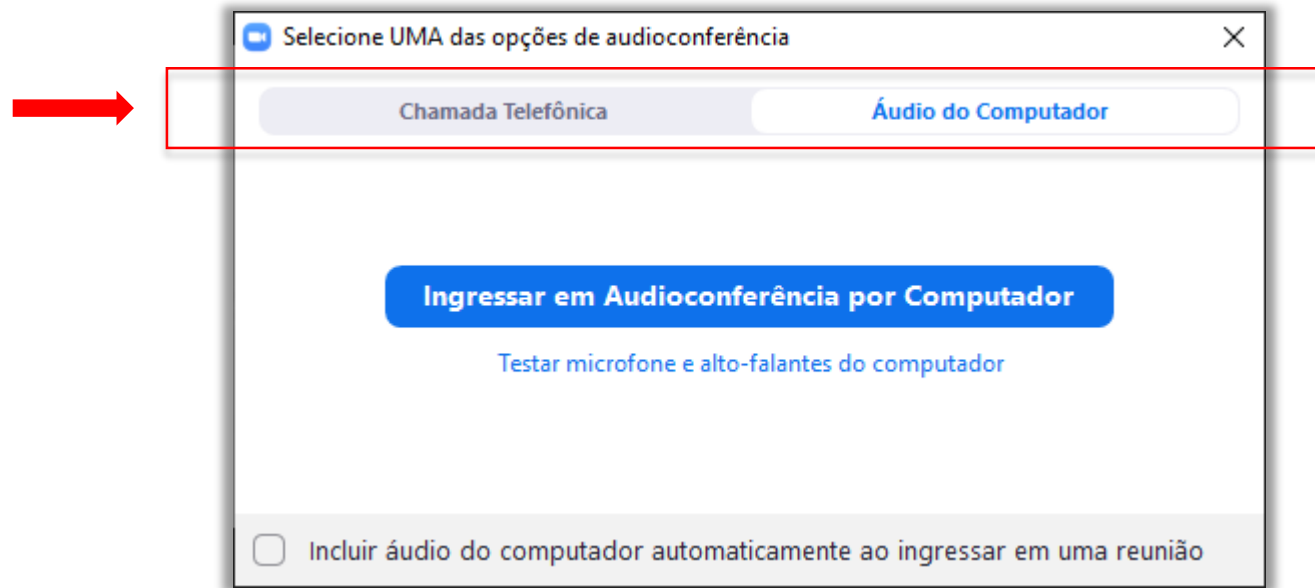 Selecione UMA das opções de audioconferência
Chamada Telefônica Áudio do Computador
Ingressar em Audioconferência por Computador
Testar microfone e alto-falantes do computador
Incluir áudio do computador automaticamente ao ingressar em uma reunião